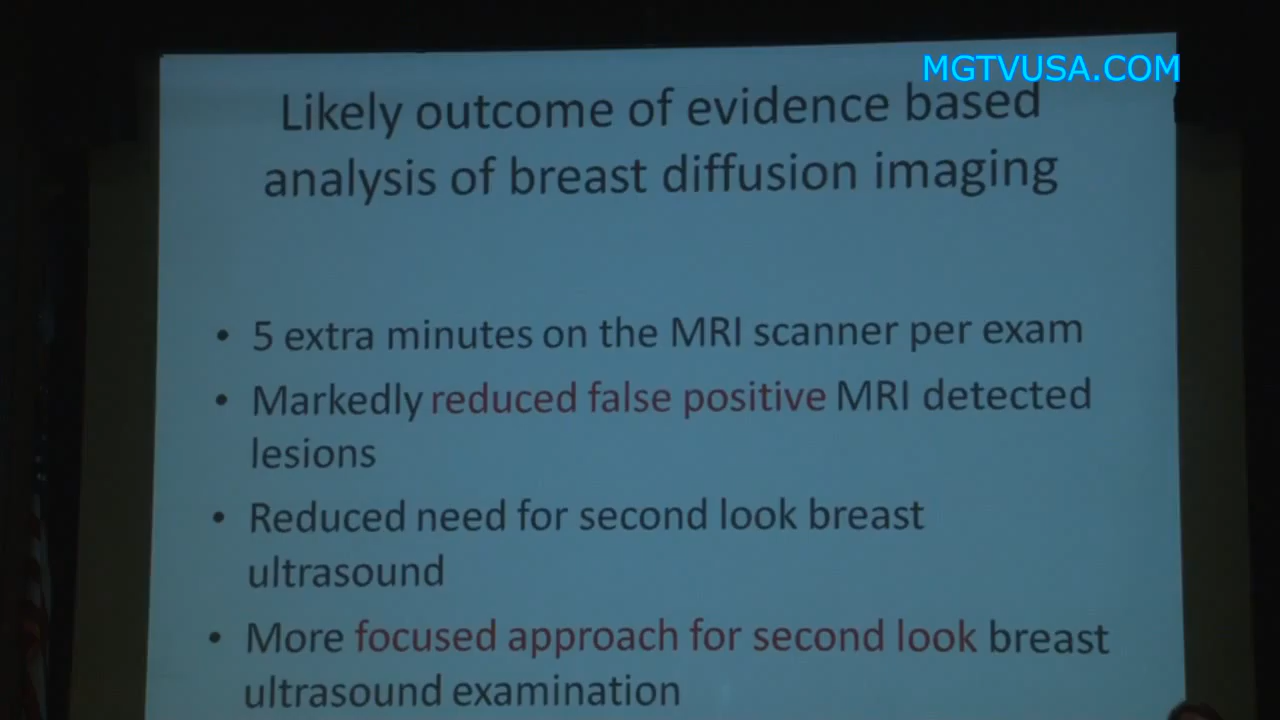 MGTVUSA.COM
Likely outcome of evidence based
analysis of breast diffusion imaging
• 5 extra minutes on the MRI scanner per exam
• Markedly reduced false positive MRI detected
lesions
• Reduced need for second look breast
ultrasound
• More focused approach for second look breast
ultrasound examination